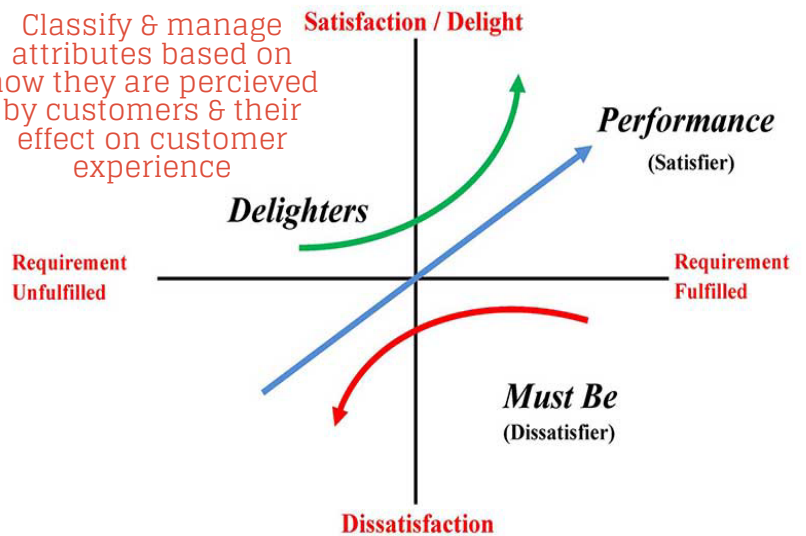 Classify & manage
attributes based on
how they are percieved
by customers & their
effect on customer
experience
Satisfaction / Delight
Performance
(Satisfier)
Delighters
Requirement
Unfulfilled
Requirement
Fulfilled
Must Be
(Dissatisfier)
Dissatisfaction